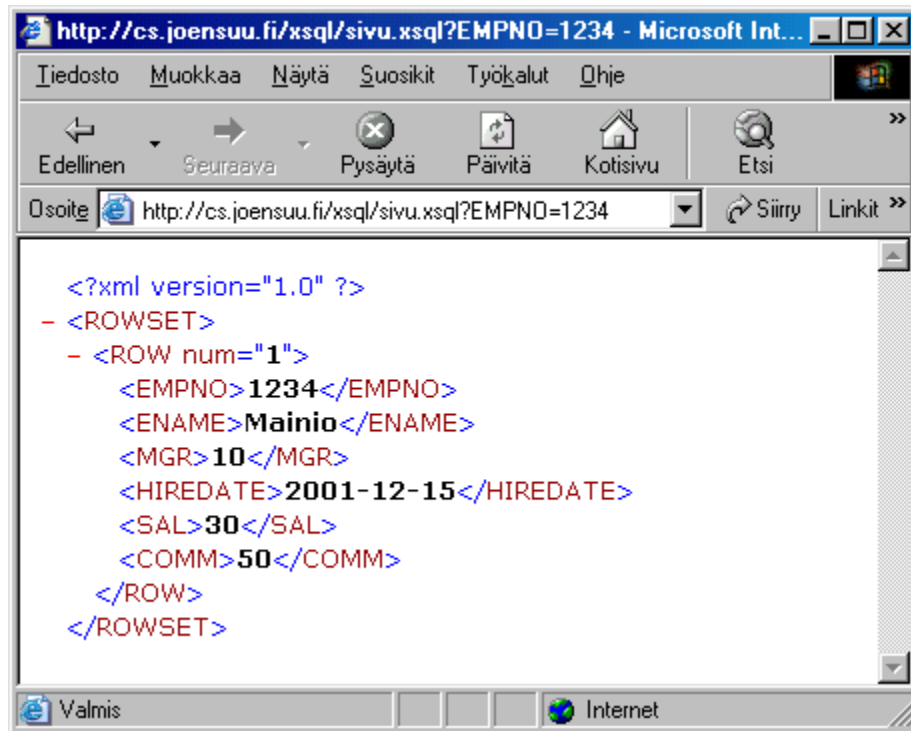 http://cs.joensuu.fi/xsql/sivu.xsql?EMPNO=1234 - Microsoft Int...
Tiedosto Muokkaa Näytä Suosikit Työkalut Ohje
Edellinen Seuraava Pysäytä Päivitä Kotisivu Etsi »
Osoite http://cs.joensuu.fi/xsql/sivu.xsql?EMPNO=1234 Siirry Linkit »
<?xml version="1.0" ?>
- <ROWSET>
- <ROW num="1">
<EMPNO>1234</EMPNO>
<ENAME>Mainio</ENAME>
<MGR>10</MGR>
<HIREDATE>2001-12-15</HIREDATE>
<SAL>30</SAL>
<COMM>50</COMM>
</ROW>
</ROWSET>
Valmis Internet